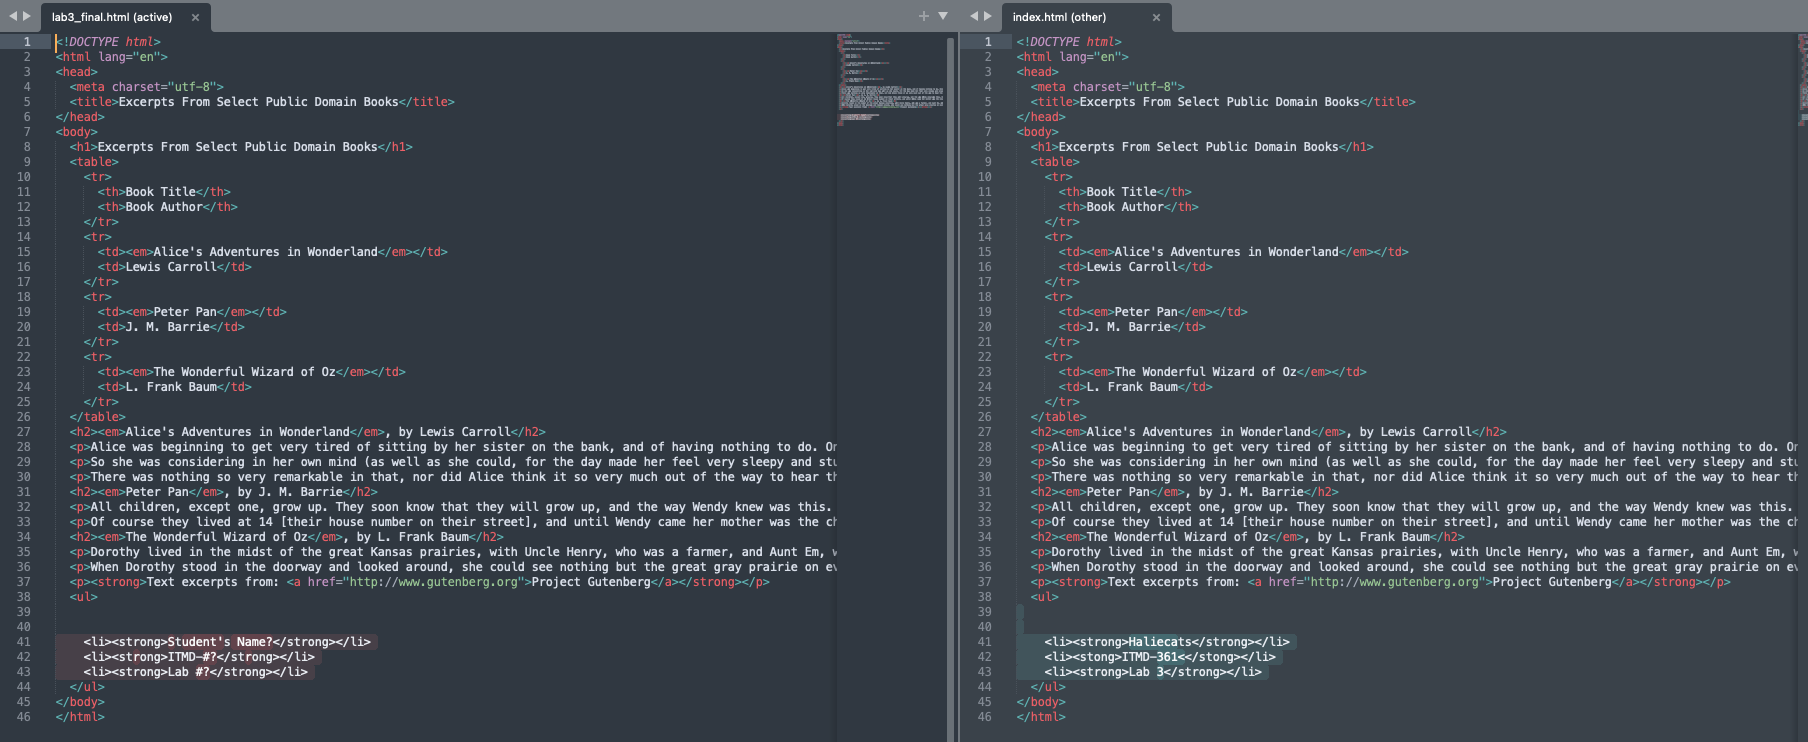 lab3_final.html (active)
1 <!DOCTYPE html>
2 <html lang="en">
3 <head>
4 <meta charset="utf-8">
5 <title>Excerpts From Select Public Domain Books</title>
6 </head>
7 <body>
8 <h1>Excerpts From Select Public Domain Books</h1>
9 <table>
10 <tr>
11 <th>Book Title</th>
12 <th>Book Author</th>
13 </tr>
14 <tr>
15 <td><em>Alice's Adventures in Wonderland</em></td>
16 <td>Lewis Carroll</td>
17 </tr>
18 <tr>
19 <td><em>Peter Pan</em></td>
20 <td>J. M. Barrie</td>
21 </tr>
22 <tr>
23 <td><em>The Wonderful Wizard of Oz</em></td>
24 <td>L. Frank Baum</td>
25 </tr>
26 </table>
27 <h2><em>Alice's Adventures in Wonderland</em>, by Lewis Carroll</h2>
28 <p>Alice was beginning to get very tired of sitting by her sister on the bank, and of having nothing to do.
29 <p>So she was considering in her own mind (as well as she could, for the day made her feel very sleepy and
30 <p>There was nothing so very remarkable in that, nor did Alice think it so very much out of the way to hear
31 <h2><em>Peter Pan</em>, by J. M. Barrie</h2>
32 <p>All children, except one, grow up. They soon know that they will grow up, and the way Wendy knew was this.
33 <p>Of course they lived at 14 [their house number on their street], and until Wendy came her mother was the
34 <h2><em>The Wonderful Wizard of Oz</em>, by L. Frank Baum</h2>
35 <p>Dorothy lived in the midst of the great Kansas prairies, with Uncle Henry, who was a farmer, and Aunt Em,
36 <p>When Dorothy stood in the doorway and looked around, she could see nothing but the great gray prairie on
37 <p><strong>Text excerpts from: <a href="http://www.gutenberg.org">Project Gutenberg</a></strong></p>
38 <ul>
39
40
41 <li><strong>Student's Name?</strong></li>
42 <li><strong>ITMD-#?</strong></li>
43 <li><strong>Lab #?</strong></li>
44 </ul>
45 </body>
46 </html>
index.html (other)
1 <!DOCTYPE html>
2 <html lang="en">
3 <head>
4 <meta charset="utf-8">
5 <title>Excerpts From Select Public Domain Books</title>
6 </head>
7 <body>
8 <h1>Excerpts From Select Public Domain Books</h1>
9 <table>
10 <tr>
11 <th>Book Title</th>
12 <th>Book Author</th>
13 </tr>
14 <tr>
15 <td><em>Alice's Adventures in Wonderland</em></td>
16 <td>Lewis Carroll</td>
17 </tr>
18 <tr>
19 <td><em>Peter Pan</em></td>
20 <td>J. M. Barrie</td>
21 </tr>
22 <tr>
23 <td><em>The Wonderful Wizard of Oz</em></td>
24 <td>L. Frank Baum</td>
25 </tr>
26 </table>
27 <h2><em>Alice's Adventures in Wonderland</em>, by Lewis Carroll</h2>
28 <p>Alice was beginning to get very tired of sitting by her sister on the bank, and of having nothing to do.
29 <p>So she was considering in her own mind (as well as she could, for the day made her feel very sleepy and
30 <p>There was nothing so very remarkable in that, nor did Alice think it so very much out of the way to hear
31 <h2><em>Peter Pan</em>, by J. M. Barrie</h2>
32 <p>All children, except one, grow up. They soon know that they will grow up, and the way Wendy knew was this.
33 <p>Of course they lived at 14 [their house number on their street], and until Wendy came her mother was the
34 <h2><em>The Wonderful Wizard of Oz</em>, by L. Frank Baum</h2>
35 <p>Dorothy lived in the midst of the great Kansas prairies, with Uncle Henry, who was a farmer, and Aunt Em,
36 <p>When Dorothy stood in the doorway and looked around, she could see nothing but the great gray prairie on
37 <p><strong>Text excerpts from: <a href="http://www.gutenberg.org">Project Gutenberg</a></strong></p>
38 <ul>
39
40
41 <li><strong>Haliecats</strong></li>
42 <li><stong>ITMD-361<</stong></li>
43 <li><strong>Lab 3</strong></li>
44 </ul>
45 </body>
46 </html>